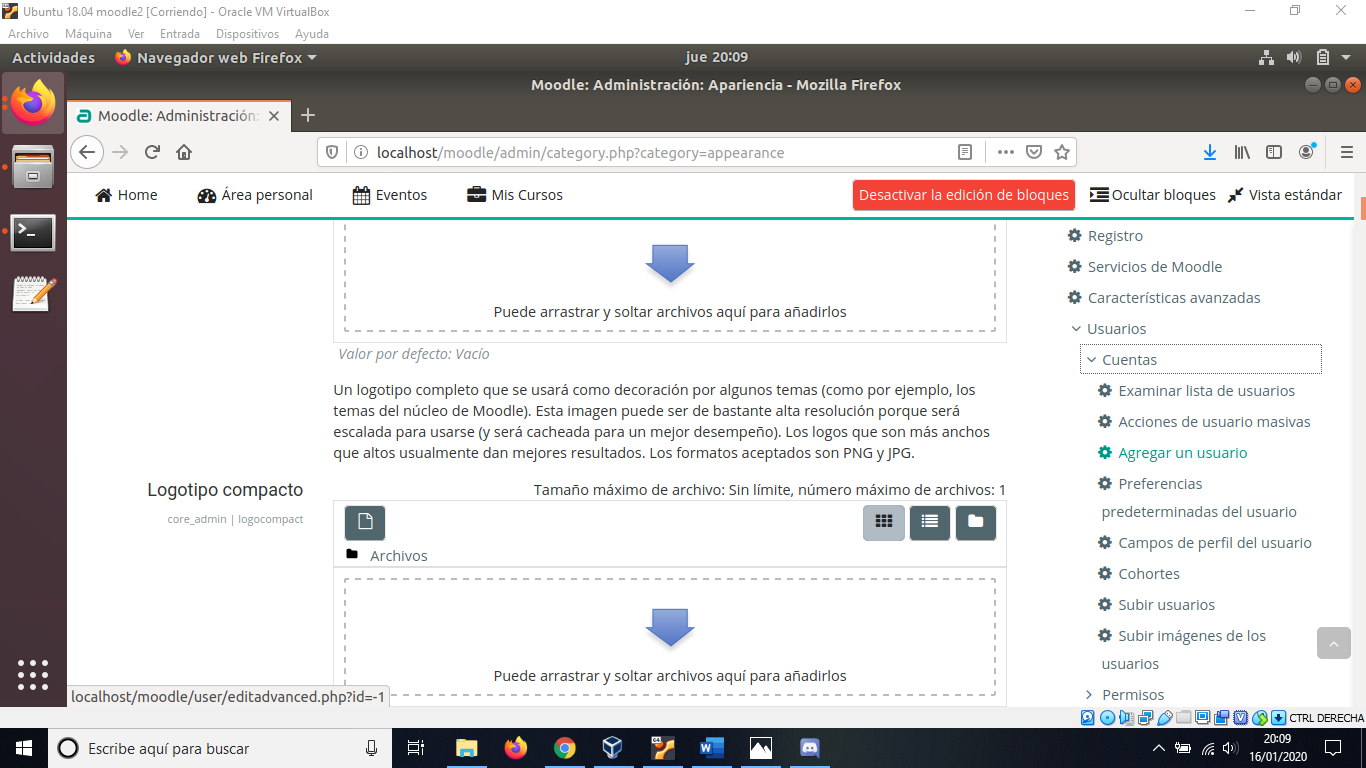 Ubuntu 18.04 moodle2 [Corriendo] - Oracle VM VirtualBox
Archivo Máquina Ver Entrada Dispositivos Ayuda
Actividades Navegador web Firefox jue 20:09
Moodle: Administración: Apariencia - Mozilla Firefox
Moodle: Administración:
localhost/moodle/admin/category.php?category=appearance
Home Área personal Eventos Mis Cursos Desactivar la edición de bloques Ocultar bloques Vista estándar
Puede arrastrar y soltar archivos aquí para añadirlos
Valor por defecto: Vacío
Un logotipo completo que se usará como decoración por algunos temas (como por ejemplo, los
temas del núcleo de Moodle). Esta imagen puede ser de bastante alta resolución porque será
escalada para usarse (y será cacheada para un mejor desempeño). Los logos que son más anchos
que altos usualmente dan mejores resultados. Los formatos aceptados son PNG y JPG.
Logotipo compacto
core_admin | logocompact
Tamaño máximo de archivo: Sin límite, número máximo de archivos: 1
Archivos
Puede arrastrar y soltar archivos aquí para añadirlos
Registro
Servicios de Moodle
Características avanzadas
Usuarios
Cuentas
Examinar lista de usuarios
Acciones de usuario masivas
Agregar un usuario
Preferencias
predeterminadas del usuario
Campos de perfil del usuario
Cohortes
Subir usuarios
Subir imágenes de los
usuarios
Permisos
localhost/moodle/user/editadvanced.php?id=-1
CTRL DERECHA
Escribe aquí para buscar
20:09
16/01/2020